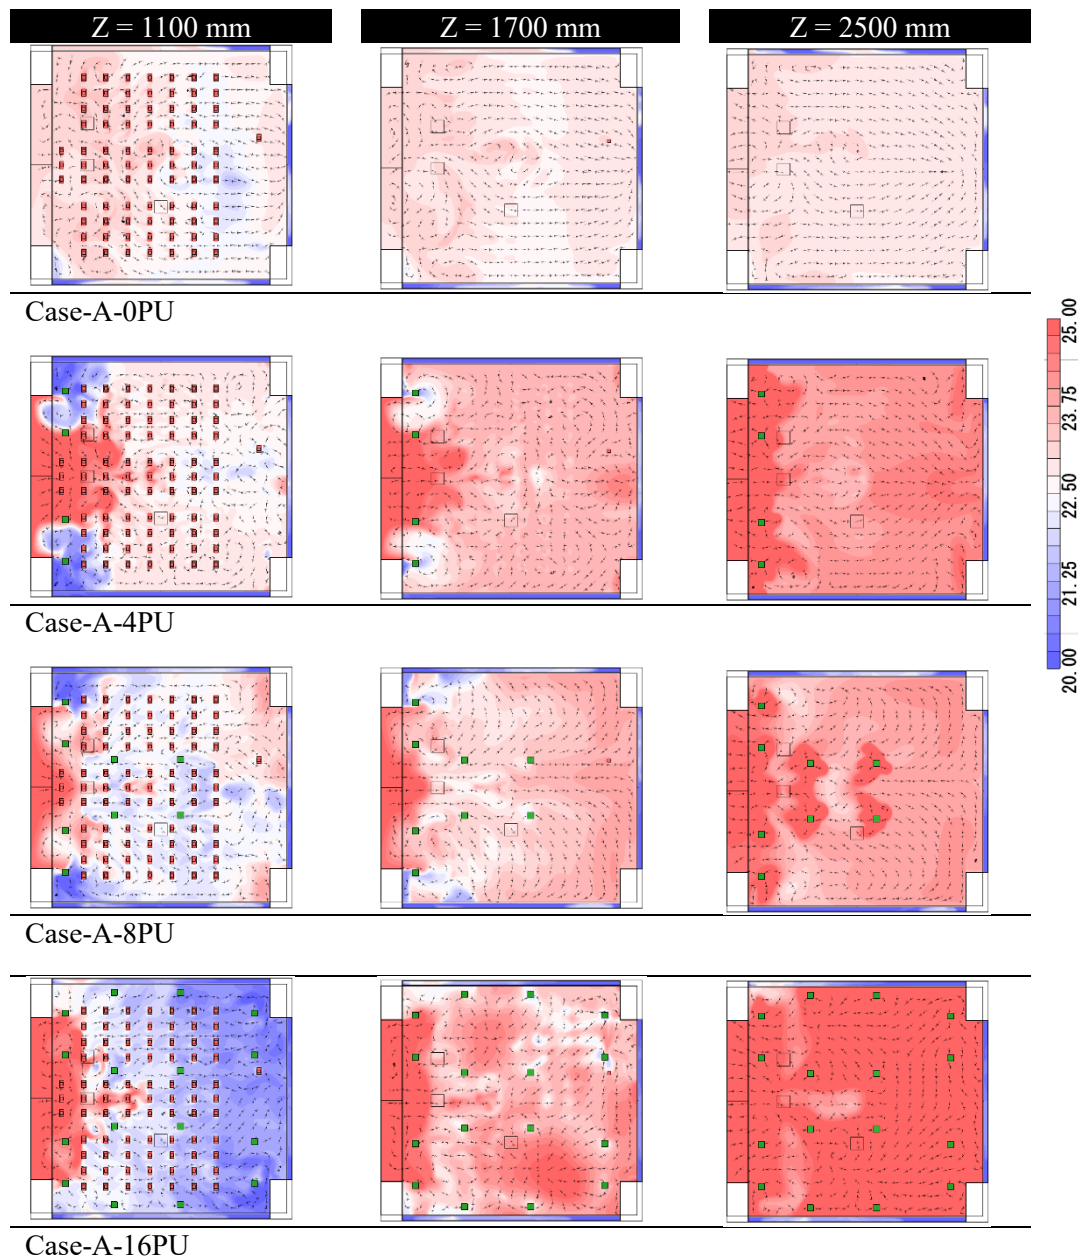 Z = 1100 mm
Z = 1700 mm
Z = 2500 mm
Case-A-0PU
25. 00
23. 75
22. 50
21. 25
20. 00
Case-A-4PU
Case-A-8PU
Case-A-16PU